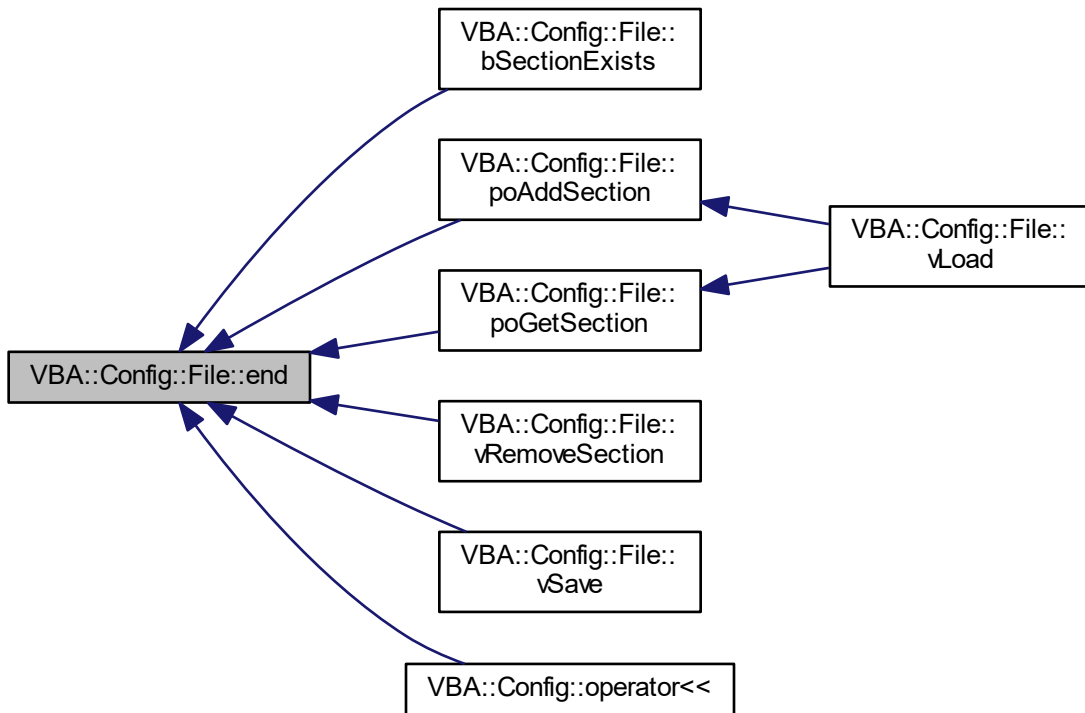 VBA::Config::File::
bSectionExists
VBA::Config::File::
poAddSection
VBA::Config::File::
vLoad
VBA::Config::File::
poGetSection
VBA::Config::File::end
VBA::Config::File::
vRemoveSection
VBA::Config::File::
vSave
VBA::Config::operator<<